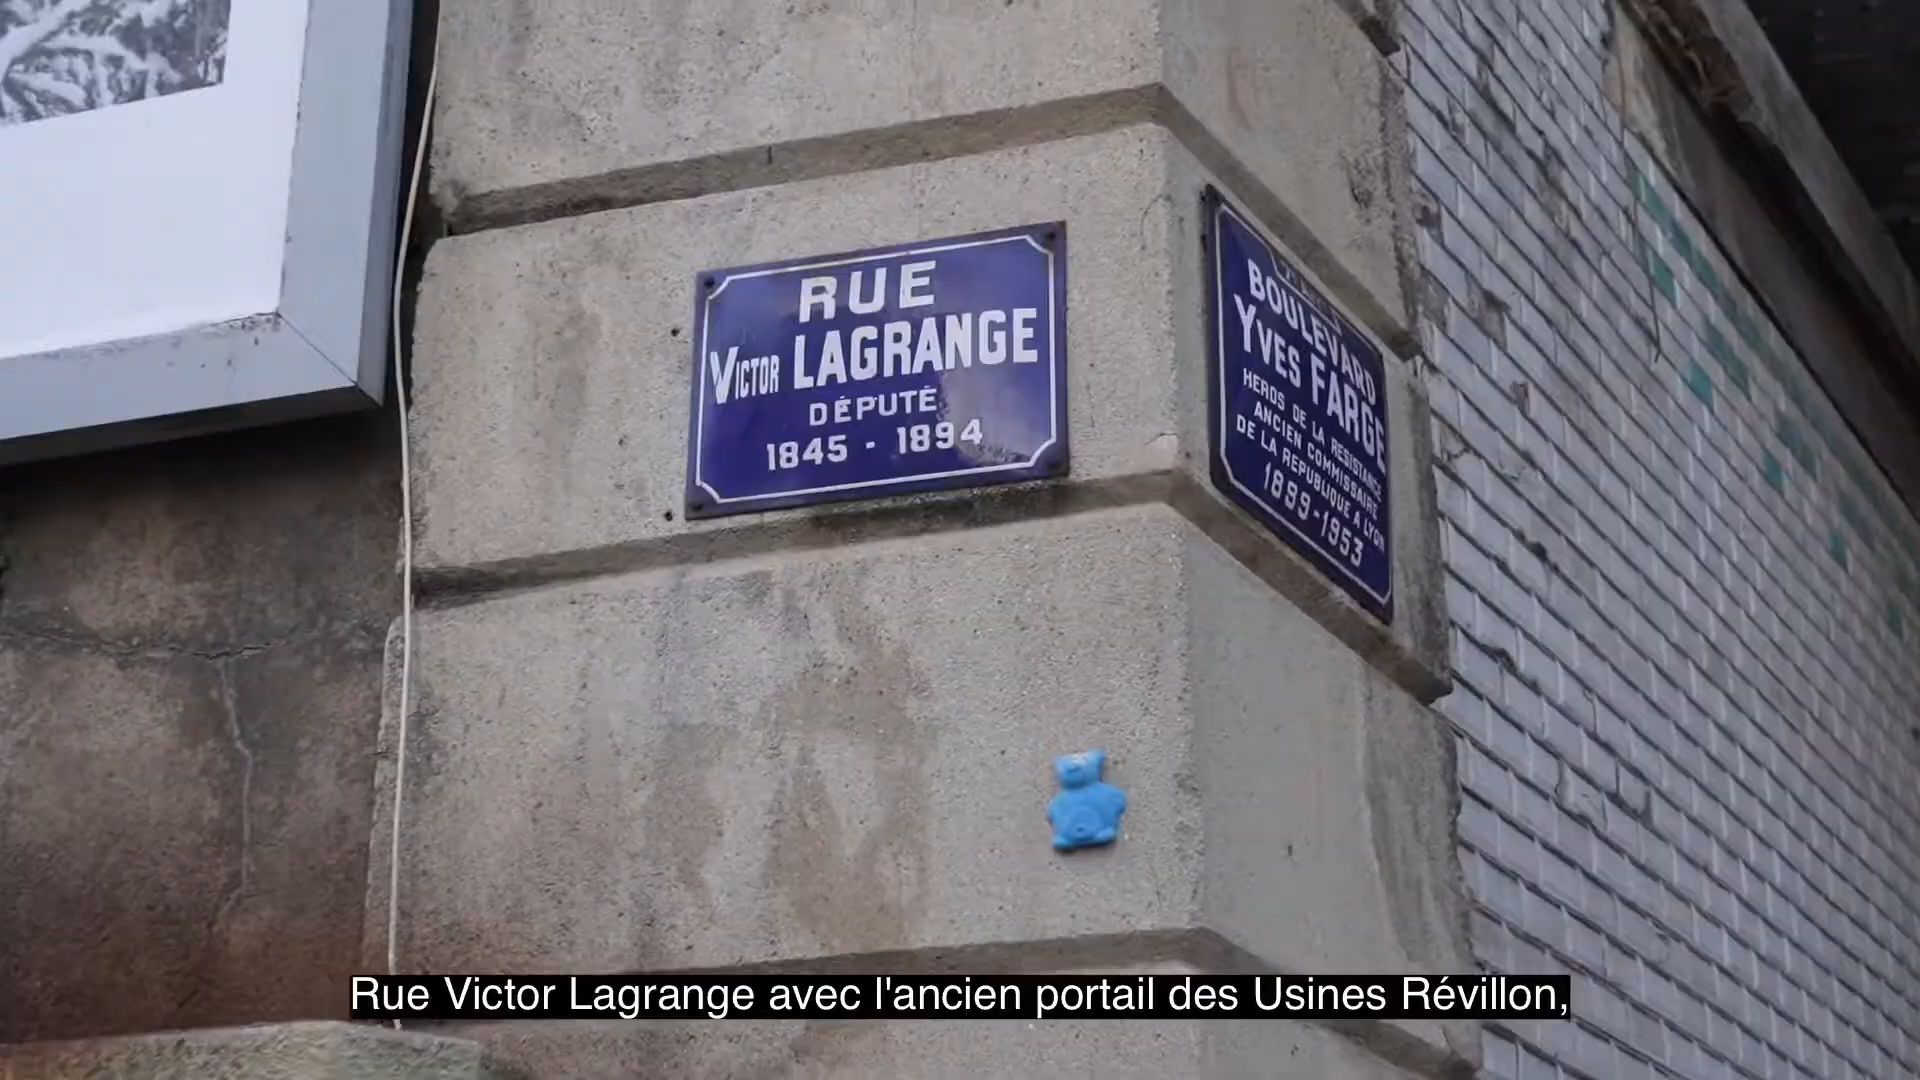 RUE
VICTOR LAGRANGE
DÉPUTÉ
1845 - 1894
BOULEVARD
YVES FARGE
HEROS DE LA RESISTANCE
ANCIEN COMMISSAIRE
DE LA REPUBLIQUE A LYON
1899-1953
Rue Victor Lagrange avec l'ancien portail des Usines Révillon,